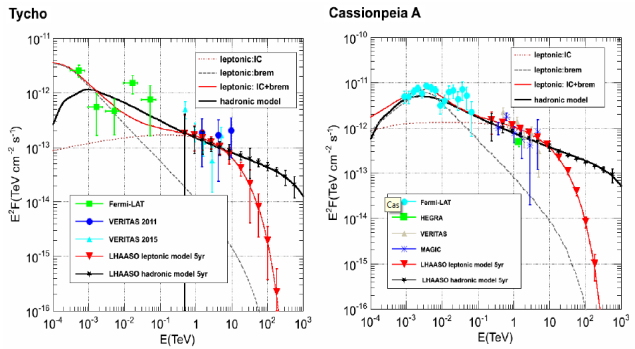 Tycho
10⁻¹¹
10⁻¹²
10⁻¹³
10⁻¹⁴
10⁻¹⁵
10⁻¹⁶
E²F(TeV cm⁻² s⁻¹)
leptonic:IC
leptonic:brem
leptonic: IC+brem
hadronic model
Fermi-LAT
VERITAS 2011
VERITAS 2015
LHAASO leptonic model 5yr
LHAASO hadronic model 5yr
10⁻⁴ 10⁻³ 10⁻² 10⁻¹ 1 10 10² 10³
E(TeV)
Cassionpeia A
10⁻¹⁰
10⁻¹¹
10⁻¹²
10⁻¹³
10⁻¹⁴
10⁻¹⁵
10⁻¹⁶
E²F(TeV cm⁻² s⁻¹)
leptonic:IC
leptonic:brem
leptonic: IC+brem
hadronic model
Cas
Fermi-LAT
HEGRA
VERITAS
MAGIC
LHAASO leptonic model 5yr
LHAASO hadronic model 5yr
10⁻⁴ 10⁻³ 10⁻² 10⁻¹ 1 10 10² 10³
E(TeV)